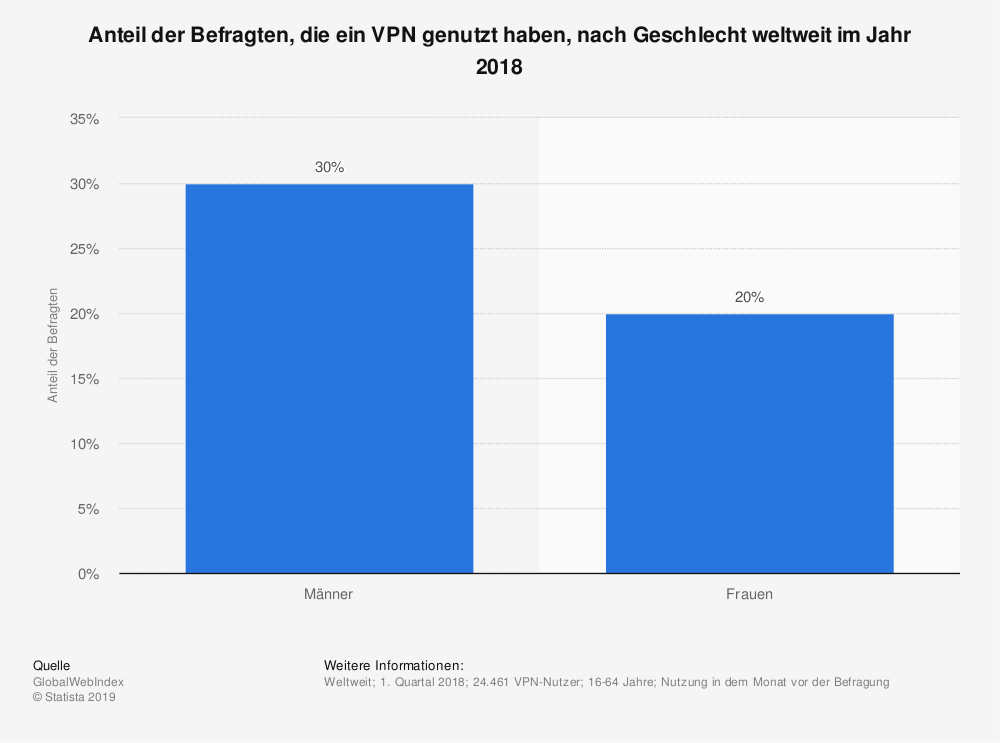 Anteil der Befragten, die ein VPN genutzt haben, nach Geschlecht weltweit im Jahr
2018
35%
30%
25%
20%
15%
10%
5%
0%
Anteil der Befragten
30%
20%
Männer
Frauen
Quelle
GlobalWebIndex
© Statista 2019
Weitere Informationen:
Weltweit; 1. Quartal 2018; 24.461 VPN-Nutzer; 16-64 Jahre; Nutzung in dem Monat vor der Befragung